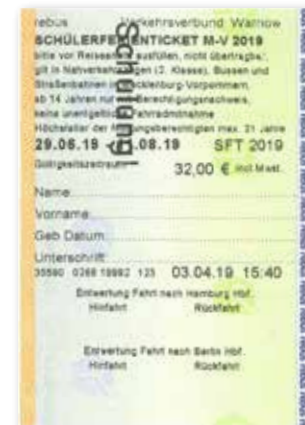 rebus Verkehrsverbund Warnow
SCHÜLERFERIENTICKET M-V 2019
bitte vor Reiseantritt ausfüllen, nicht übertragbar,
gilt in Nahverkehrszügen (2. Klasse), Bussen und
Straßenbahnen in Mecklenburg-Vorpommern,
ab 14 Jahren nur mit Berechtigungsnachweis,
keine unentgeltliche Fahrradmitnahme
Höchstalter der Nutzungsberechtigten max. 21 Jahre
29.06.19 .08.19 SFT 2019
Gültigkeitszeitraum 32,00 € incl Mwst.
Name
Vorname
Geb Datum
Unterschrift
03.04.19 15:40
Entwertung Fahrt nach Hamburg Hbf.
Hinfahrt Rückfahrt
Entwertung Fahrt nach Berlin Hbf.
Hinfahrt Rückfahrt